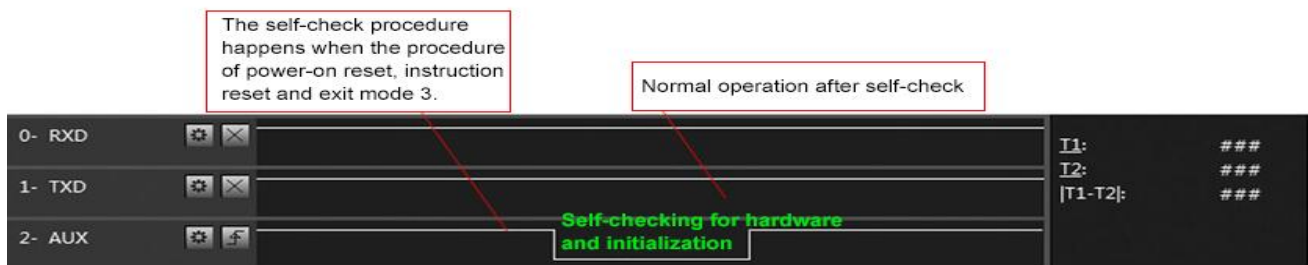 The self-check procedure
happens when the procedure
of power-on reset, instruction
reset and exit mode 3.
Normal operation after self-check
0- RXD
1- TXD
2- AUX
Self-checking for hardware
and initialization
T1: ###
T2: ###
|T1-T2|: ###